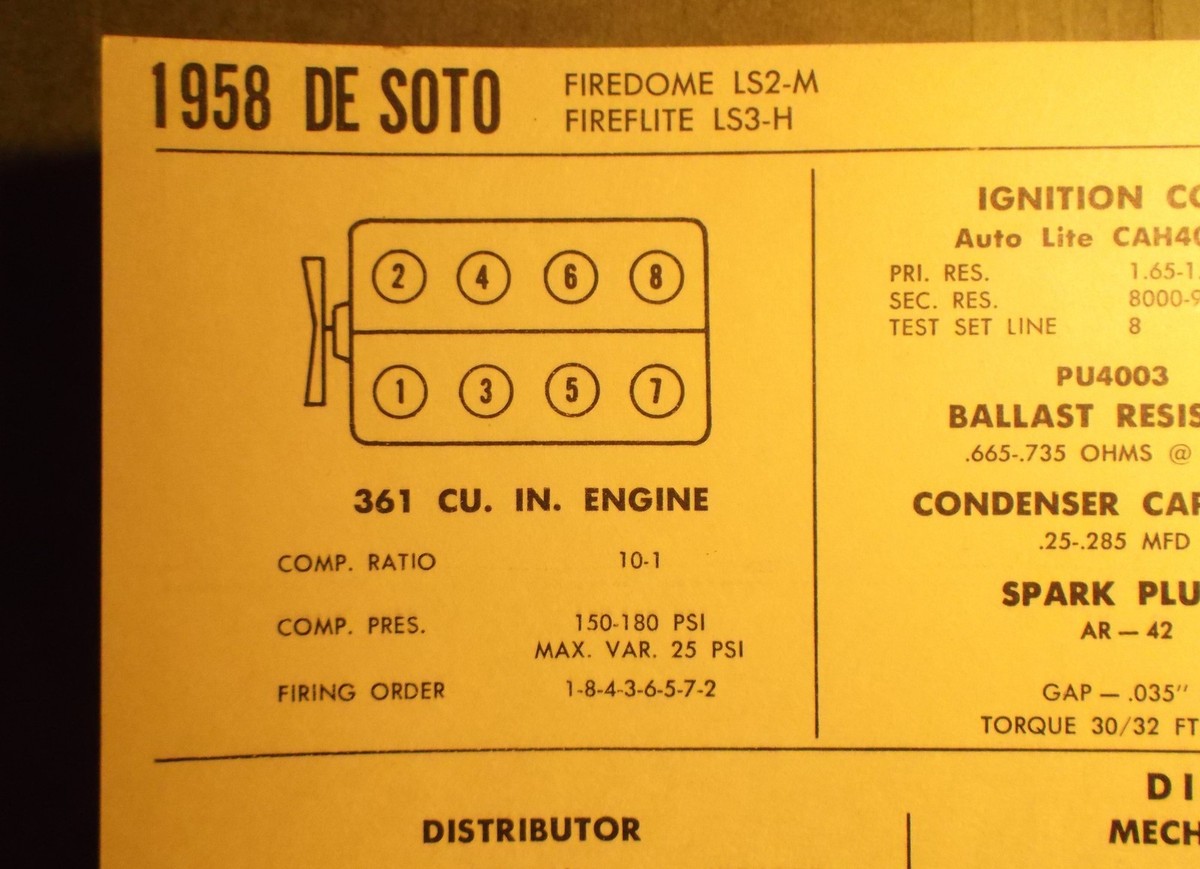 1958 DE SOTO
FIREDOME LS2-M
FIREFLITE LS3-H
2 4 6 8
1 3 5 7
361 CU. IN. ENGINE
COMP. RATIO 10-1
COMP. PRES. 150-180 PSI
MAX. VAR. 25 PSI
FIRING ORDER 1-8-4-3-6-5-7-2
IGNITION
Auto Lite
PRI. RES.
SEC. RES.
TEST SET LINE 8
PU4003
BALLAST
.665-.735 OHMS @
CONDENSER
.25-.285 MFD
SPARK
AR — 42
GAP — .035"
TORQUE 30/32
DISTRIBUTOR